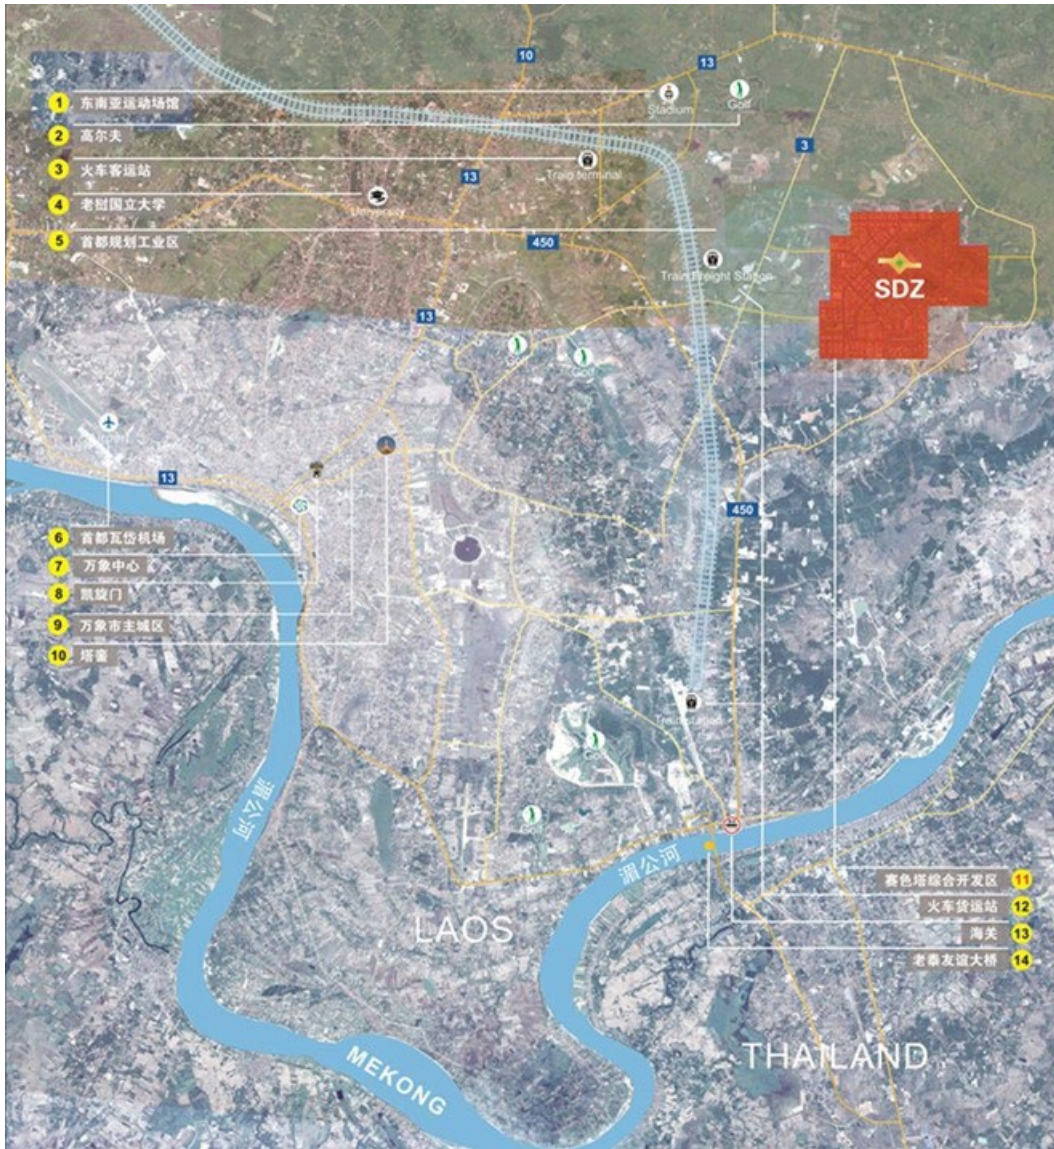 10
13
1 东南亚运动场馆
Stadium
Golf
2 高尔夫
3
3 火车客运站
Train terminal
13
4 老挝国立大学
University
5 首都规划工业区
450
Train Freight Station
SDZ
13
13
450
6 首都瓦岱机场
7 万象中心
8 凯旋门
9 万象市主城区
10 塔銮
Train station
湄公河
湄公河
赛色塔综合开发区 11
火车货运站 12
海关 13
老泰友谊大桥 14
LAOS
THAILAND
MEKONG